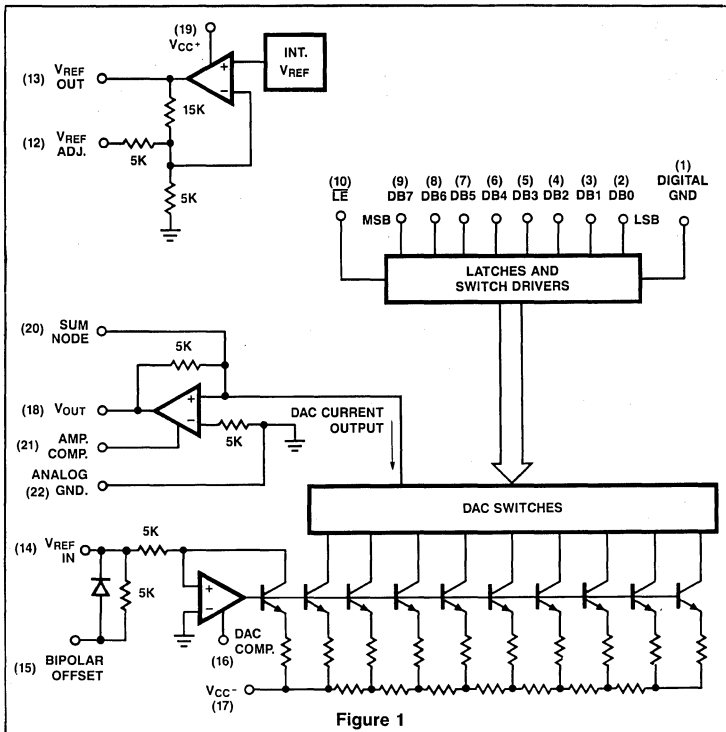 (19)
VCC+
(13) VREF
OUT
INT.
VREF
+
−
15K
(12) VREF
ADJ.
5K
5K
(10) (9) (8) (7) (6) (5) (4) (3) (2) (1)
LE DB7 DB6 DB5 DB4 DB3 DB2 DB1 DB0 DIGITAL
GND
MSB LSB
LATCHES AND
SWITCH DRIVERS
(20) SUM
NODE
5K
(18) VOUT
+
−
5K
DAC CURRENT
OUTPUT
(21) AMP.
COMP.
ANALOG
(22) GND.
DAC SWITCHES
(14) VREF
IN
5K
5K
+
−
DAC
COMP.
(16)
(15) BIPOLAR
OFFSET
VCC−
(17)
Figure 1